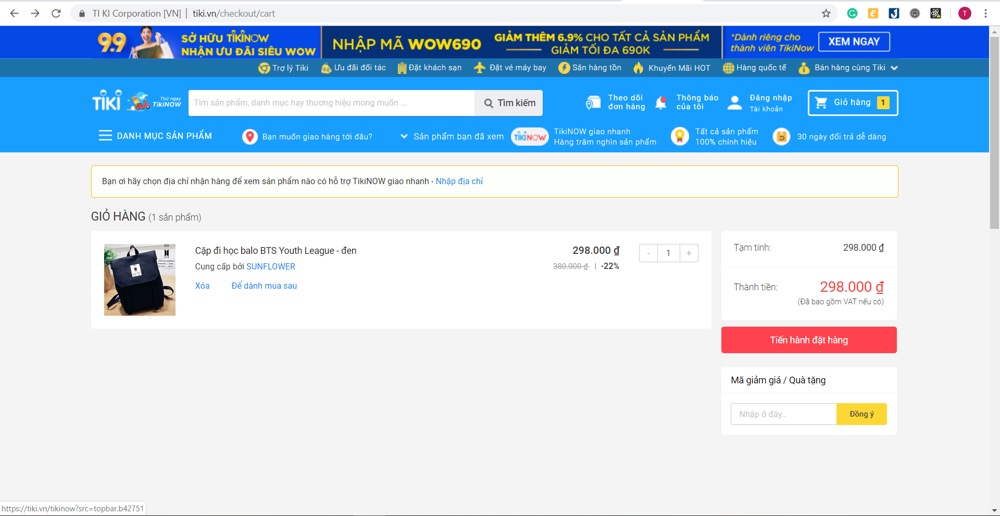 TI KI Corporation [VN] | tiki.vn/checkout/cart
T
9.9
SỞ HỮU TIKINOW
NHẬN ƯU ĐÃI SIÊU WOW
NHẬP MÃ WOW690
GIẢM THÊM 6.9% CHO TẤT CẢ SẢN PHẨM
GIẢM TỐI ĐA 690K
*Dành riêng cho
thành viên TikiNow
XEM NGAY
Trợ lý Tiki
Ưu đãi đối tác
Đặt khách sạn
Đặt vé máy bay
Săn hàng tồn
Khuyến Mãi HOT
Hàng quốc tế
Bán hàng cùng Tiki
TIKI
Thử ngay
TikiNOW
Tìm sản phẩm, danh mục hay thương hiệu mong muốn ...
Tìm kiếm
Theo dõi
đơn hàng
Thông báo
của tôi
Đăng nhập
Tài khoản
Giỏ hàng 1
DANH MỤC SẢN PHẨM
Bạn muốn giao hàng tới đâu?
Sản phẩm bạn đã xem
TIKINOW
TikiNOW giao nhanh
Hàng trăm nghìn sản phẩm
Tất cả sản phẩm
100% chính hiệu
30 ngày đổi trả dễ dàng
Bạn ơi hãy chọn địa chỉ nhận hàng để xem sản phẩm nào có hỗ trợ TikiNOW giao nhanh - Nhập địa chỉ
GIỎ HÀNG (1 sản phẩm)
BTS
BTS
Cặp đi học balo BTS Youth League - đen
Cung cấp bởi SUNFLOWER
Xóa
Để dành mua sau
298.000 ₫
380.000 ₫ | -22%
- 1 +
Tạm tính: 298.000 ₫
Thành tiền: 298.000 ₫
(Đã bao gồm VAT nếu có)
Tiến hành đặt hàng
Mã giảm giá / Quà tặng
Nhập ở đây..
Đồng ý
https://tiki.vn/tikinow?src=topbar.b42751